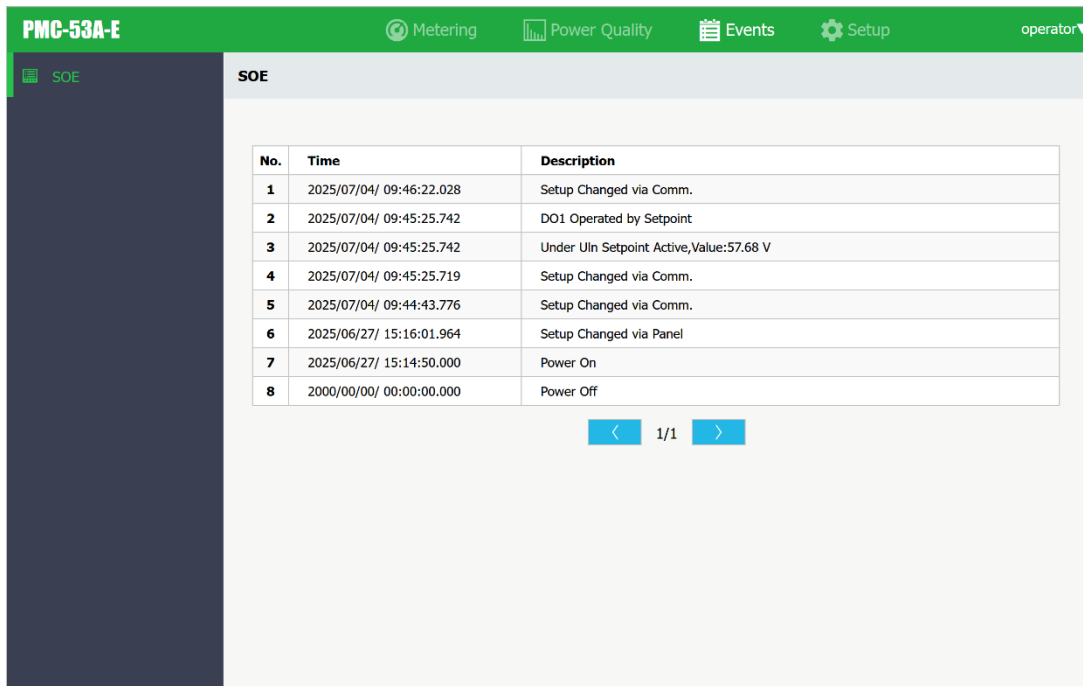 PMC-53A-E Metering Power Quality Events Setup operator
SOE
SOE
No. Time Description
1 2025/07/04/ 09:46:22.028 Setup Changed via Comm.
2 2025/07/04/ 09:45:25.742 DO1 Operated by Setpoint
3 2025/07/04/ 09:45:25.742 Under Uln Setpoint Active,Value:57.68 V
4 2025/07/04/ 09:45:25.719 Setup Changed via Comm.
5 2025/07/04/ 09:44:43.776 Setup Changed via Comm.
6 2025/06/27/ 15:16:01.964 Setup Changed via Panel
7 2025/06/27/ 15:14:50.000 Power On
8 2000/00/00/ 00:00:00.000 Power Off
1/1